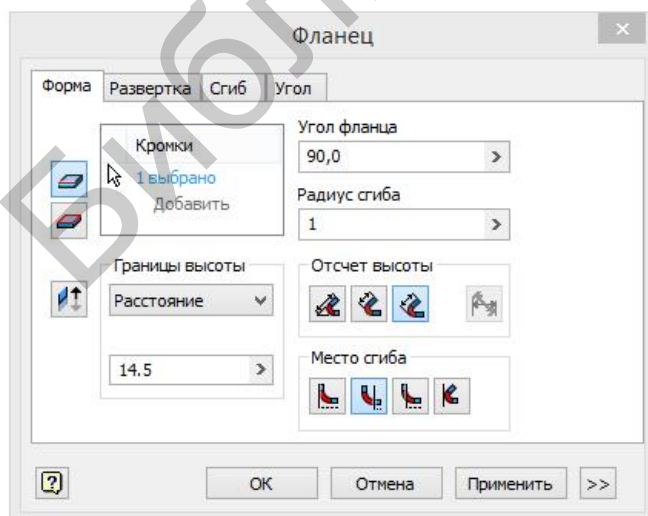 Фланец
Форма Развертка Сгиб Угол
Кромки
1 выбрано
Добавить
Угол фланца
90,0
Радиус сгиба
1
Границы высоты
Расстояние
14.5
Отсчет высоты
Место сгиба
ОК Отмена Применить >>